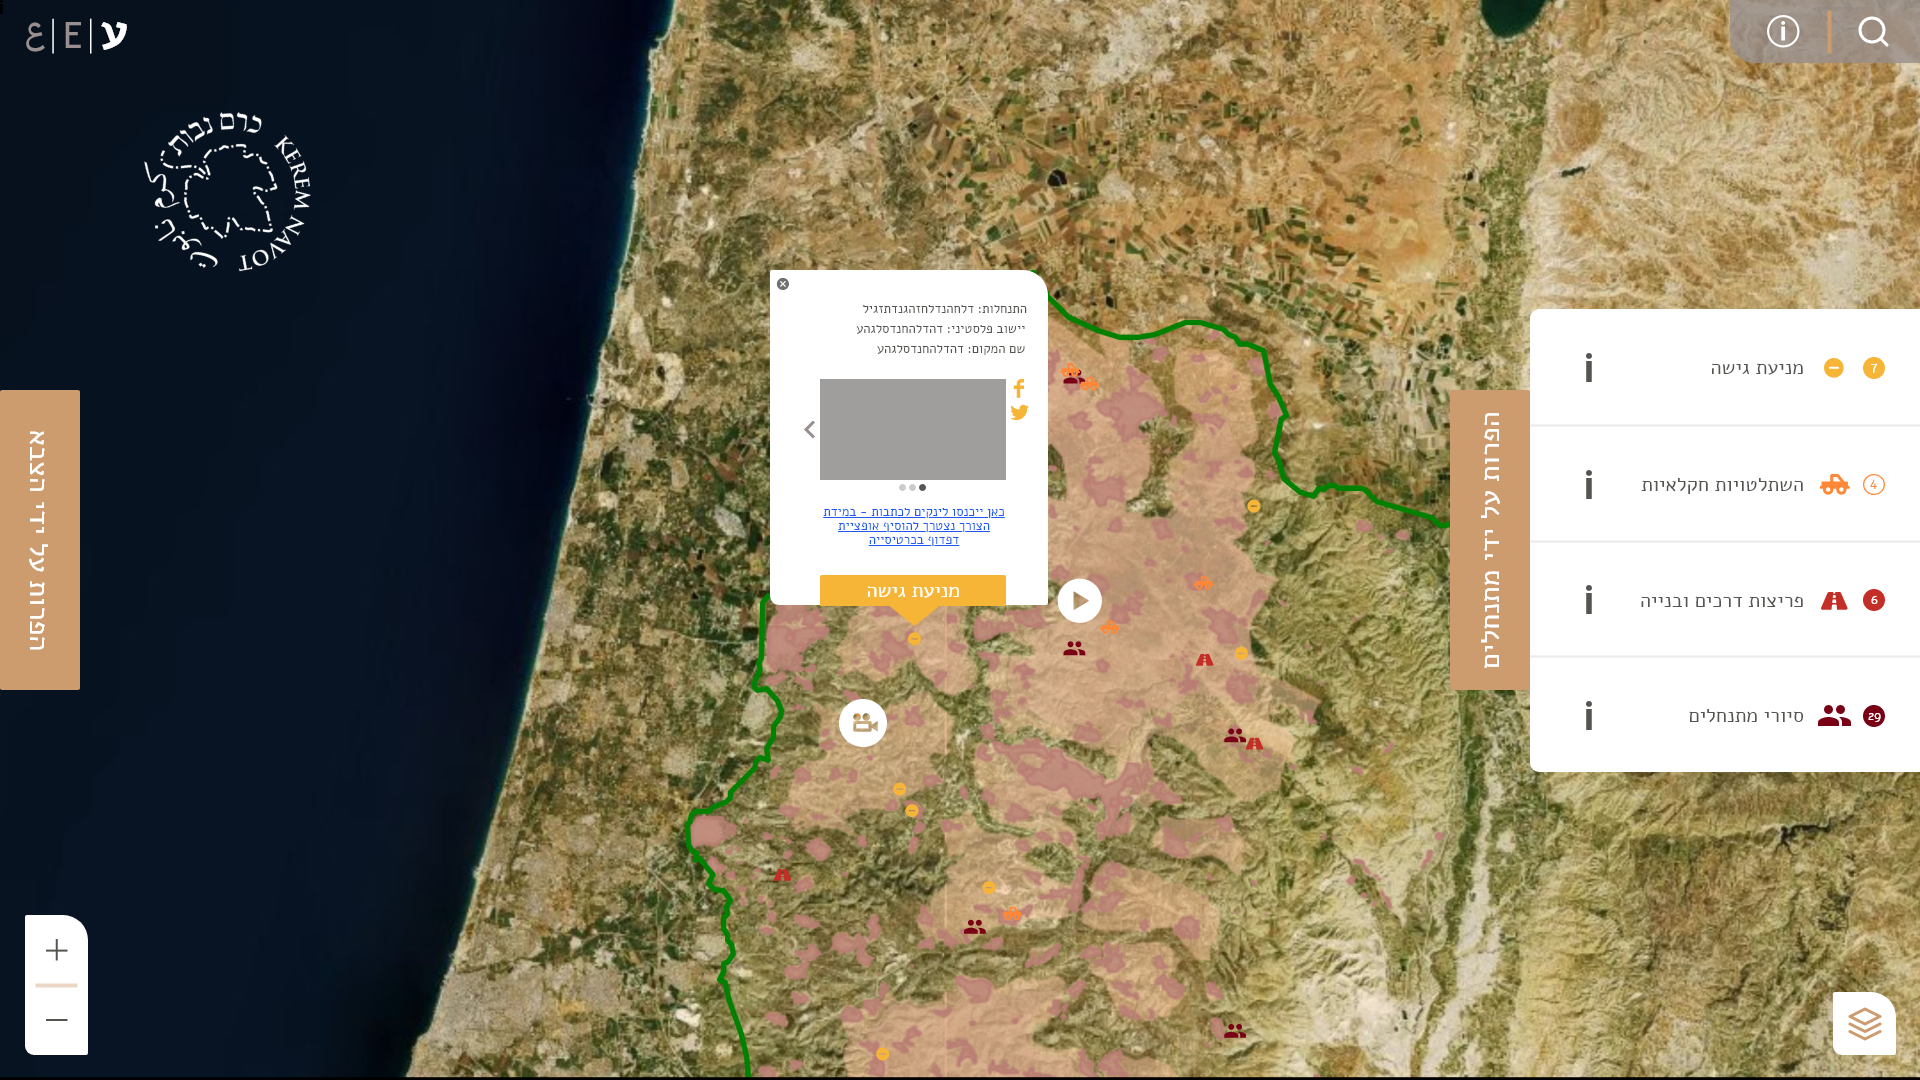 ع | E | ע
כרם נבות
KEREM NAVOT
התנחלות: דלחהנדלחזהגנדתזגיל
יישוב פלסטיני: דהדלהחנדסלגהע
שם המקום: דהדלהחנדסלגהע
כאן ייכנסו לינקים לכתבות - במידת
הצורך נצטרך להוסיף אופציית
דפדוף בכרטיסייה
מניעת גישה
הפרות על ידי הצבא
הפרות על ידי מתנחלים
7 מניעת גישה
4 השתלטויות חקלאיות
6 פריצות דרכים ובנייה
29 סיורי מתנחלים